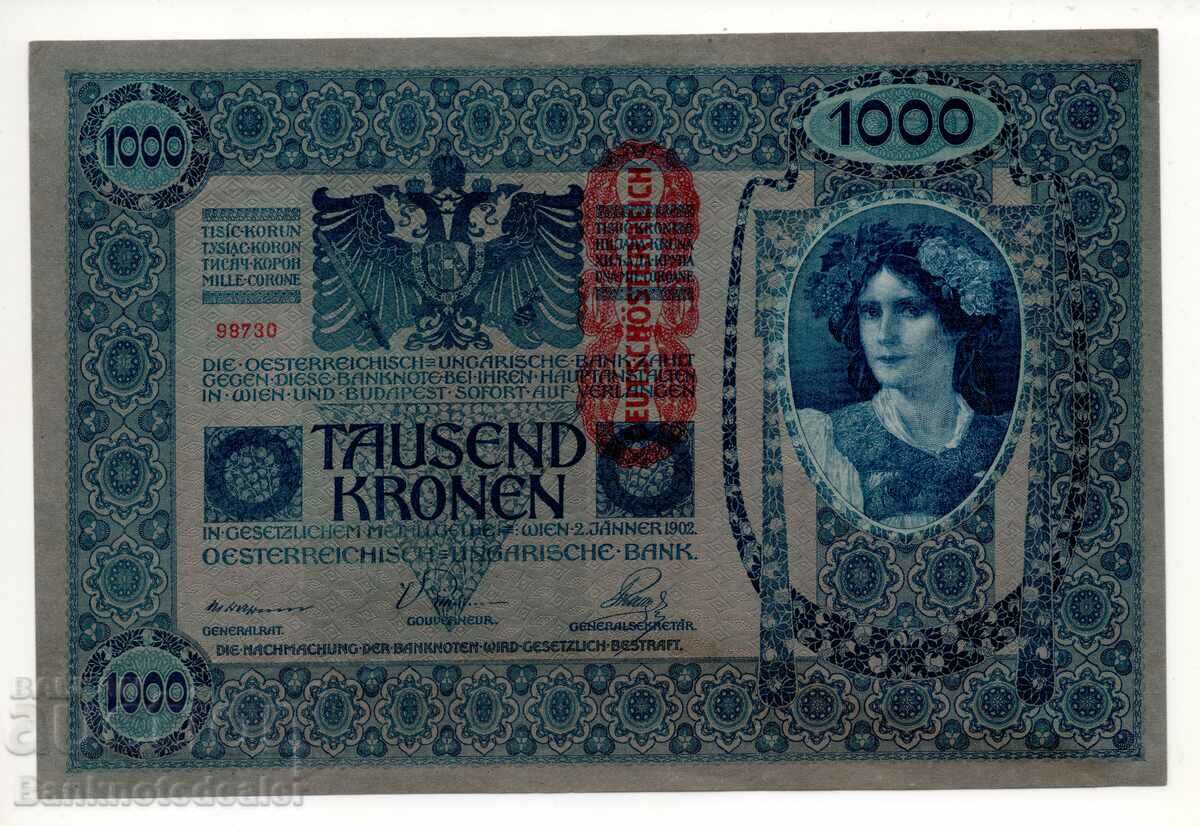 1000
1000
TISÍC-KORUN
TYSIĄC-KORON
ТИСЯЧ-КОРОН
MILLE-CORONE
DEUTSCHÖSTERREICH
98730
DIE-OESTERREICHISCH=UNGARISCHE-BANK-ZAHLT
GEGEN-DIESE-BANKNOTE-BEI-IHREN-HAUPTANSTALTEN
IN-WIEN-UND-BUDAPEST-SOFORT-AUF-VERLANGEN
TAUSEND
KRONEN
IN-GESETZLICHEM METALLGELDE=WIEN-2.JÄNNER 1902.
OESTERREICHISCH=UNGARISCHE-BANK.
GENERALRAT.
GOUVERNEUR.
GENERALSEKRETÄR.
DIE-NACHMACHUNG-DER-BANKNOTEN-WIRD-GESETZLICH-BESTRAFT.
1000
Banknotedealer